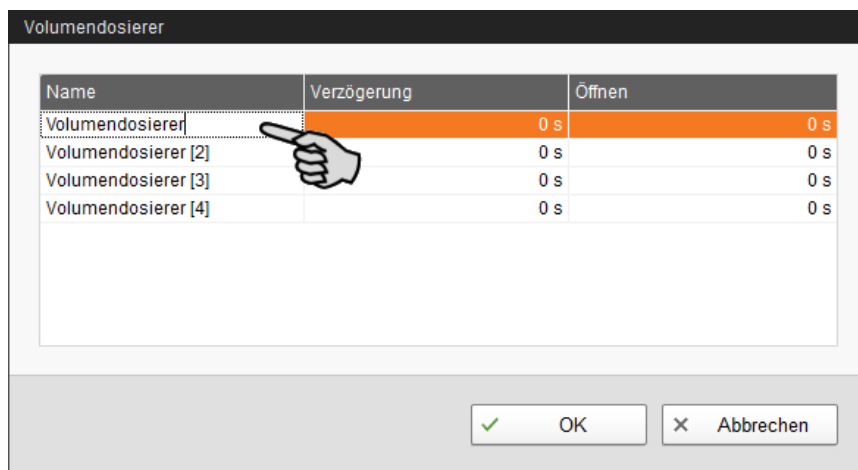 Volumendosierer
Name Verzögerung Öffnen
Volumendosierer 0 s 0 s
Volumendosierer [2] 0 s 0 s
Volumendosierer [3] 0 s 0 s
Volumendosierer [4] 0 s 0 s
OK Abbrechen